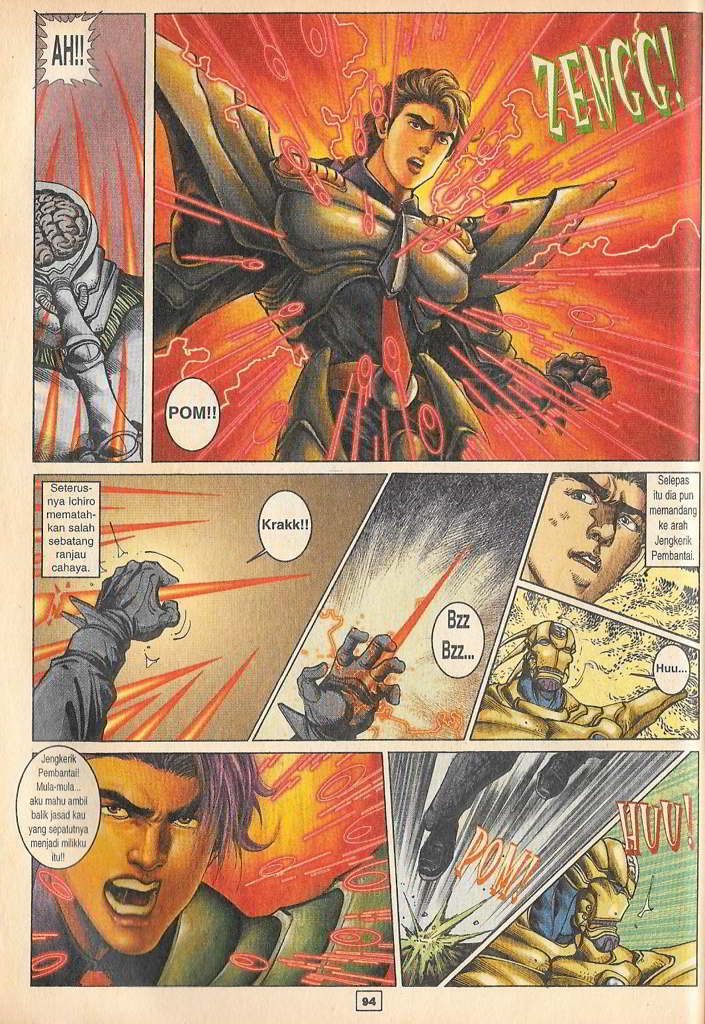 AH!!
ZENGG!
POM!!
Seterus-
nya Ichiro
mematah-
kan salah
sebatang
ranjau
cahaya.
Krakk!!
Bzz
Bzz...
Selepas
itu dia pun
memandang
ke arah
Jengkerik
Pembantai.
Huu...
Jengkerik
Pembantai!
Mula-mula...
aku mahu ambil
balik jasad kau
yang sepatutnya
menjadi milikku
itu!!
POM!
HUU!
94